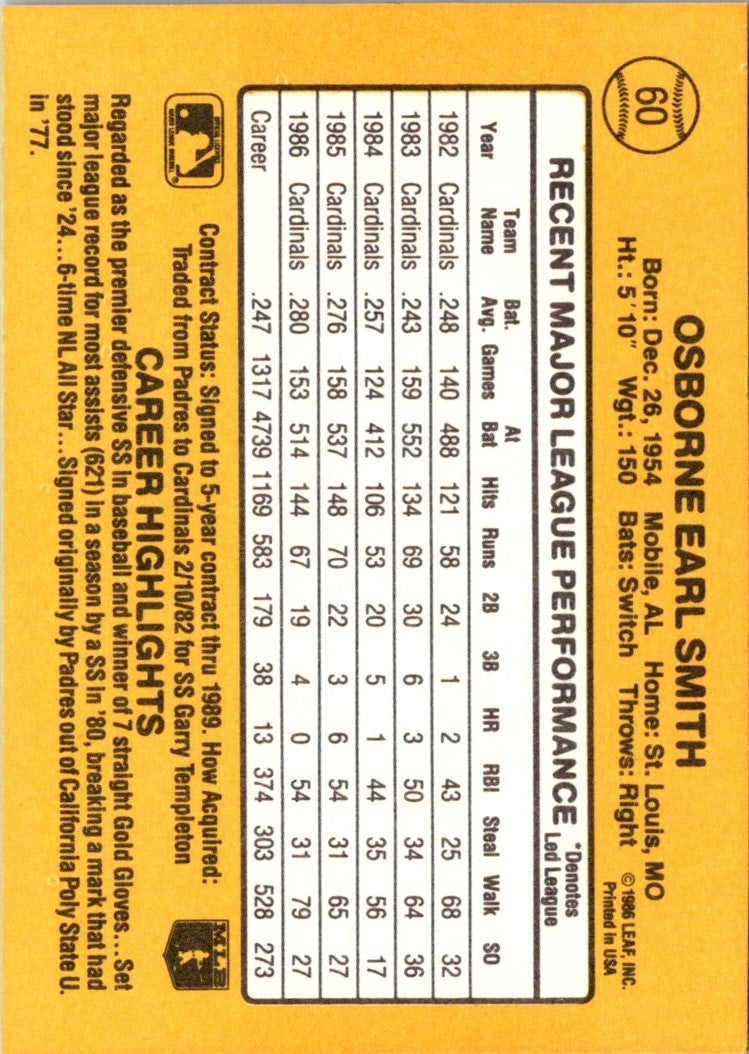 60
OSBORNE EARL SMITH
Born: Dec. 26, 1954 Mobile, AL Home: St. Louis, MO
Ht.: 5'10" Wgt.: 150 Bats: Switch Throws: Right
© 1986 LEAF, INC.
Printed in USA
RECENT MAJOR LEAGUE PERFORMANCE *Denotes
Led League
Year Team Name Bat. Avg. Games At Bat Hits Runs 2B 3B HR RBI Steal Walk SO
1982 Cardinals .248 140 488 121 58 24 1 2 43 25 68 32
1983 Cardinals .243 159 552 134 69 30 6 3 50 34 64 36
1984 Cardinals .257 124 412 106 53 20 5 1 44 35 56 17
1985 Cardinals .276 158 537 148 70 22 3 6 54 31 65 27
1986 Cardinals .280 153 514 144 67 19 4 0 54 31 79 27
Career .247 1317 4739 1169 583 179 38 13 374 303 528 273
Contract Status: Signed to 5-year contract thru 1989. How Acquired:
Traded from Padres to Cardinals 2/10/82 for SS Garry Templeton
MLB
CAREER HIGHLIGHTS
Regarded as the premier defensive SS in baseball and winner of 7 straight Gold Gloves... Set
major league record for most assists (621) in a season by a SS in '80, breaking a mark that had
stood since '24... 6-time NL All Star... Signed originally by Padres out of California Poly State U.
in '77.